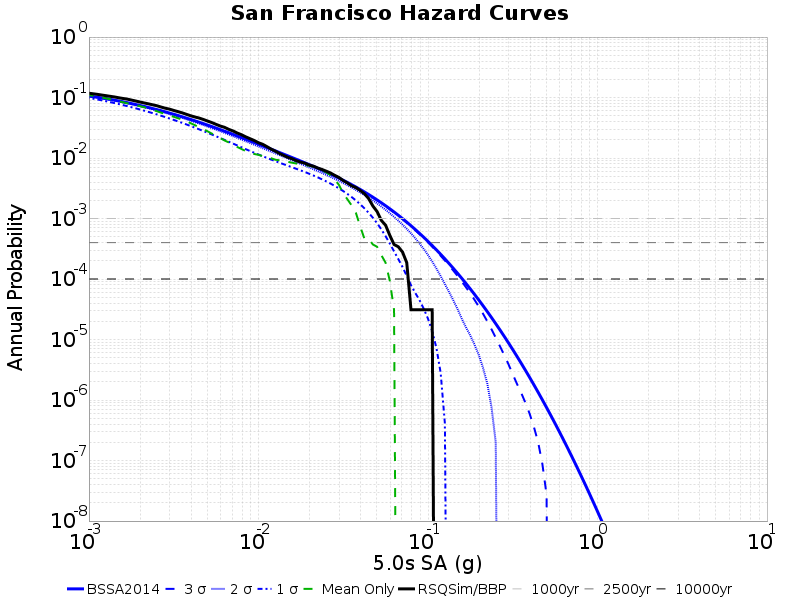 San Francisco Hazard Curves
Annual Probability
10^0
10^-1
10^-2
10^-3
10^-4
10^-5
10^-6
10^-7
10^-8
10^-3 10^-2 10^-1 10^0 10^1
5.0s SA (g)
BSSA2014 3 σ 2 σ 1 σ Mean Only RSQSim/BBP 1000yr 2500yr 10000yr